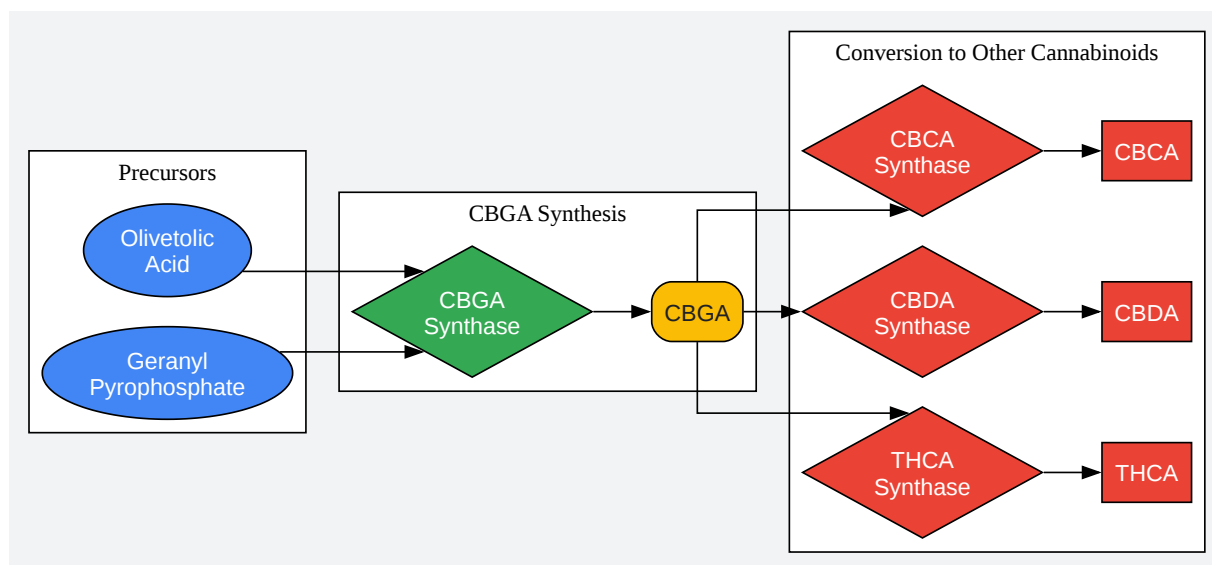 Precursors
Olivetolic
Acid
Geranyl
Pyrophosphate
CBGA Synthesis
CBGA
Synthase
CBGA
Conversion to Other Cannabinoids
CBCA
Synthase
CBCA
CBDA
Synthase
CBDA
THCA
Synthase
THCA